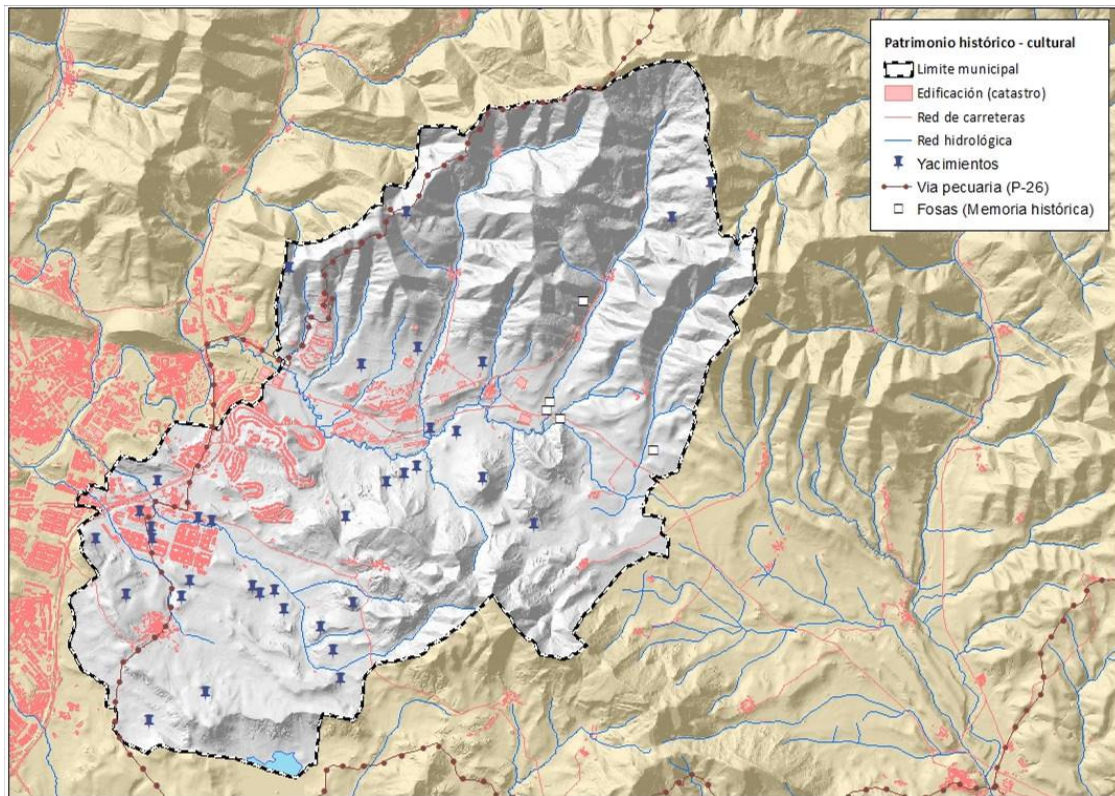 Patrimonio histórico - cultural
Limite municipal
Edificación (catastro)
Red de carreteras
Red hidrológica
Yacimientos
Via pecuaria (P-26)
Fosas (Memoria histórica)